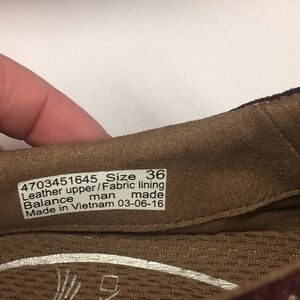 4703451645 Size 36
Leather upper/Fabric lining
Balance man made
Made in Vietnam 03-06-16